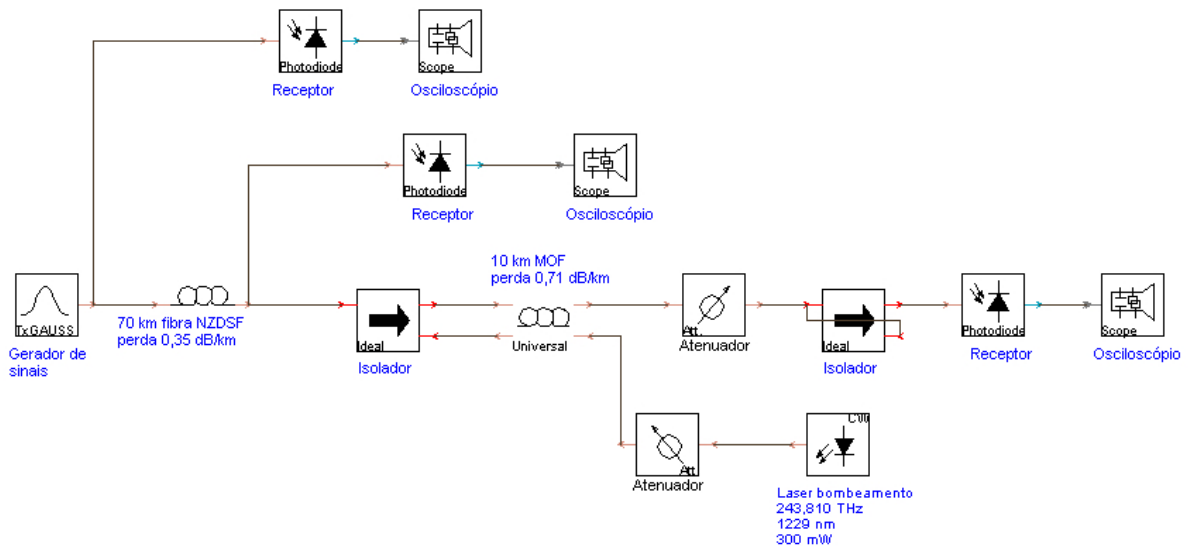 Photodiode
Receptor
Scope
Osciloscópio
Photodiode
Receptor
Scope
Osciloscópio
TxGAUSS
Gerador de
sinais
70 km fibra NZDSF
perda 0,35 dB/km
Ideal
Isolador
10 km MOF
perda 0,71 dB/km
Universal
Att.
Atenuador
Ideal
Isolador
Photodiode
Receptor
Scope
Osciloscópio
Att.
Atenuador
CW
Laser bombeamento
243,810 THz
1229 nm
300 mW